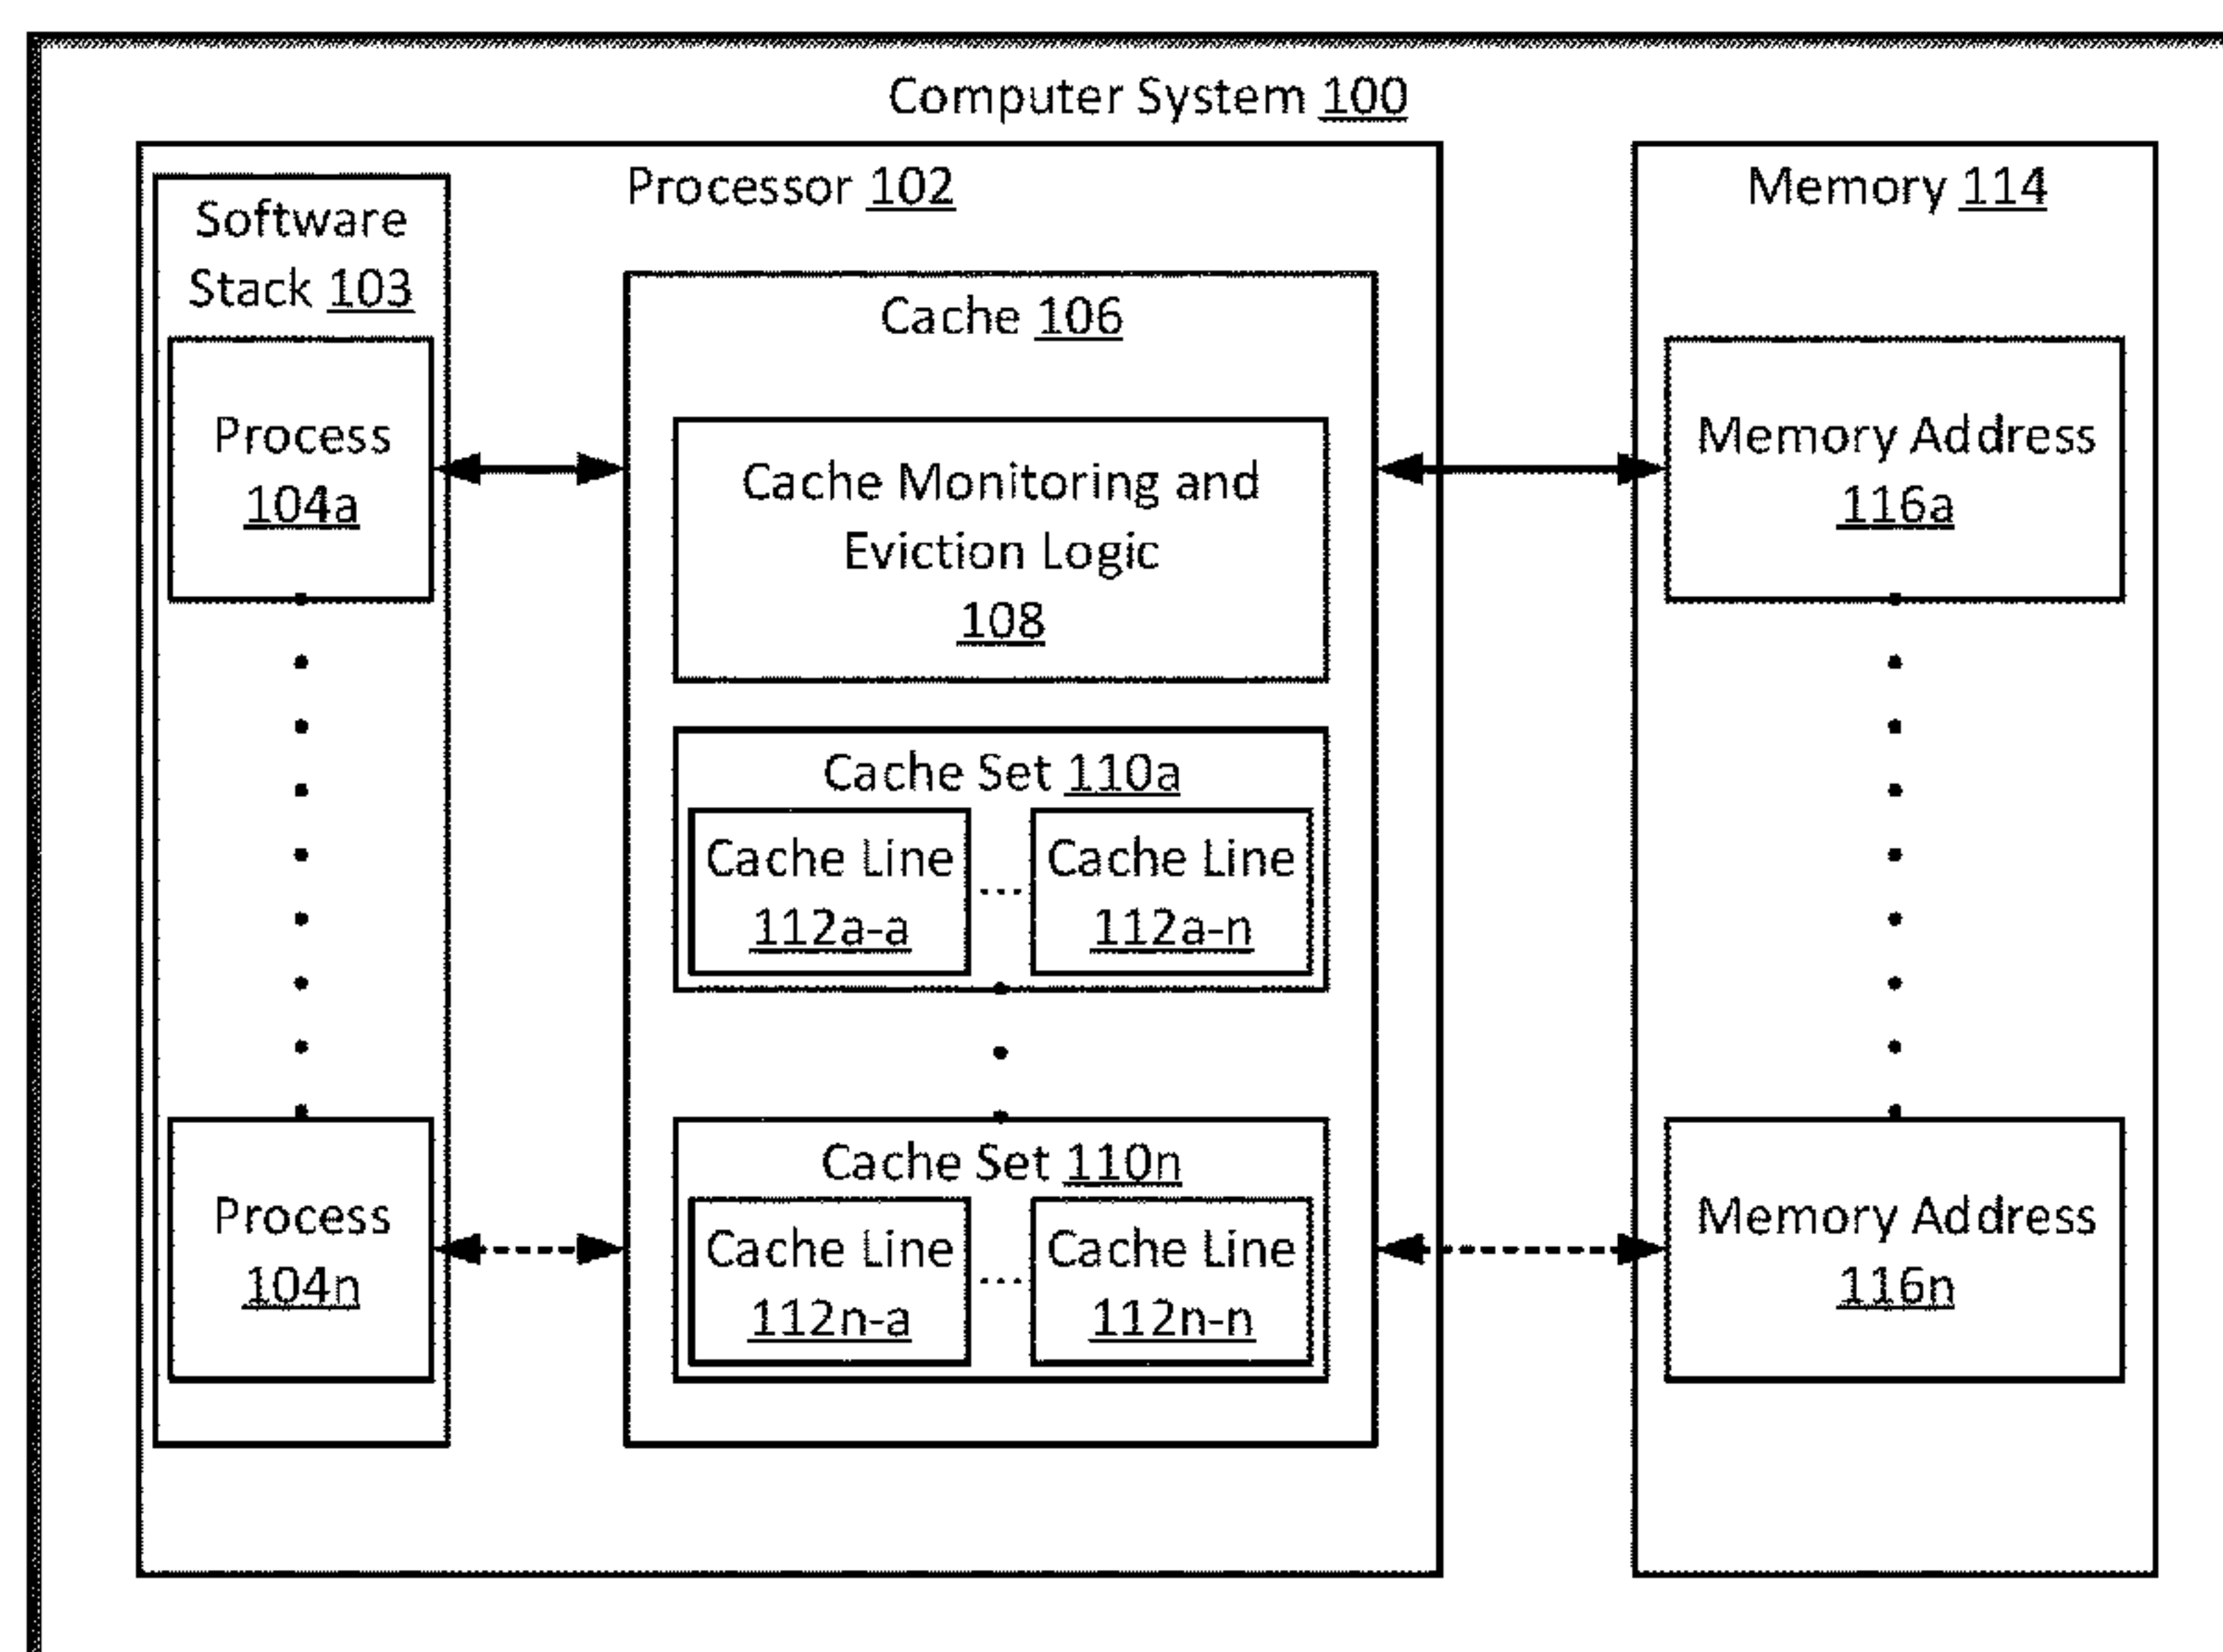 Computer System 100
Processor 102
Software
Stack 103
Process
104a
Process
104n
Cache 106
Cache Monitoring and
Eviction Logic
108
Cache Set 110a
Cache Line
112a-a
...
Cache Line
112a-n
Cache Set 110n
Cache Line
112n-a
...
Cache Line
112n-n
Memory 114
Memory Address
116a
Memory Address
116n